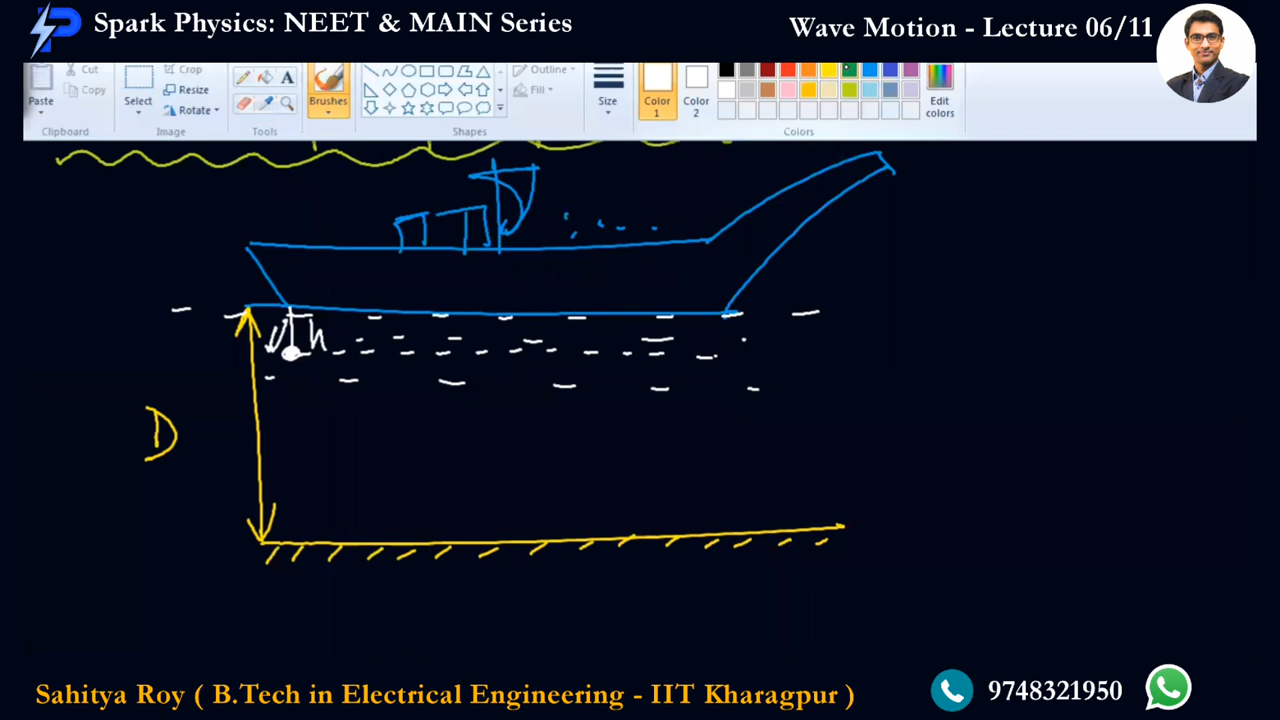 Spark Physics: NEET & MAIN Series
Wave Motion - Lecture 06/11
Paste
Cut
Copy
Clipboard
Select
Crop
Resize
Rotate
Image
A
Tools
Brushes
Shapes
Outline
Fill
Size
Color 1
Color 2
Edit colors
Colors
h
D
Sahitya Roy ( B.Tech in Electrical Engineering - IIT Kharagpur )
9748321950